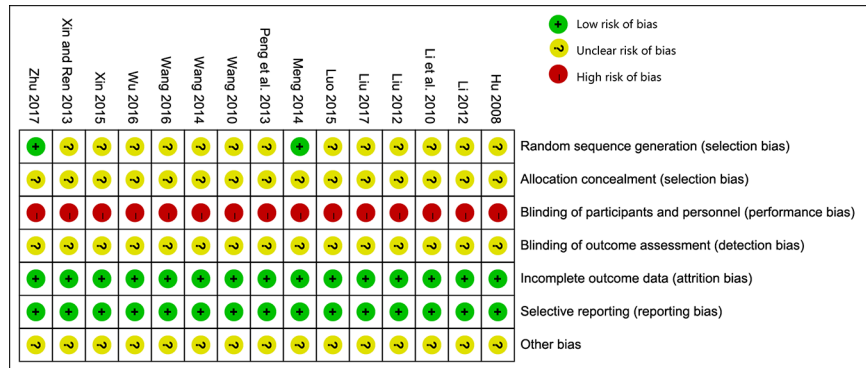 Low risk of bias
Unclear risk of bias
High risk of bias
Zhu 2017
Xin and Ren 2013
Xin 2015
Wu 2016
Wang 2016
Wang 2014
Wang 2010
Peng et al. 2013
Meng 2014
Luo 2015
Liu 2017
Liu 2012
Li et al. 2010
Li 2012
Hu 2008
+ ? ? ? ? ? ? ? + ? ? ? ? ? ? Random sequence generation (selection bias)
? ? ? ? ? ? ? ? ? ? ? ? ? ? ? Allocation concealment (selection bias)
– – – – – – – – – – – – – – – Blinding of participants and personnel (performance bias)
? ? ? ? ? ? ? ? ? ? ? ? ? ? ? Blinding of outcome assessment (detection bias)
+ + + + + + + + + + + + + + + Incomplete outcome data (attrition bias)
+ + + + + + + + + + + + + + + Selective reporting (reporting bias)
? ? ? ? ? ? ? ? ? ? ? ? ? ? ? Other bias